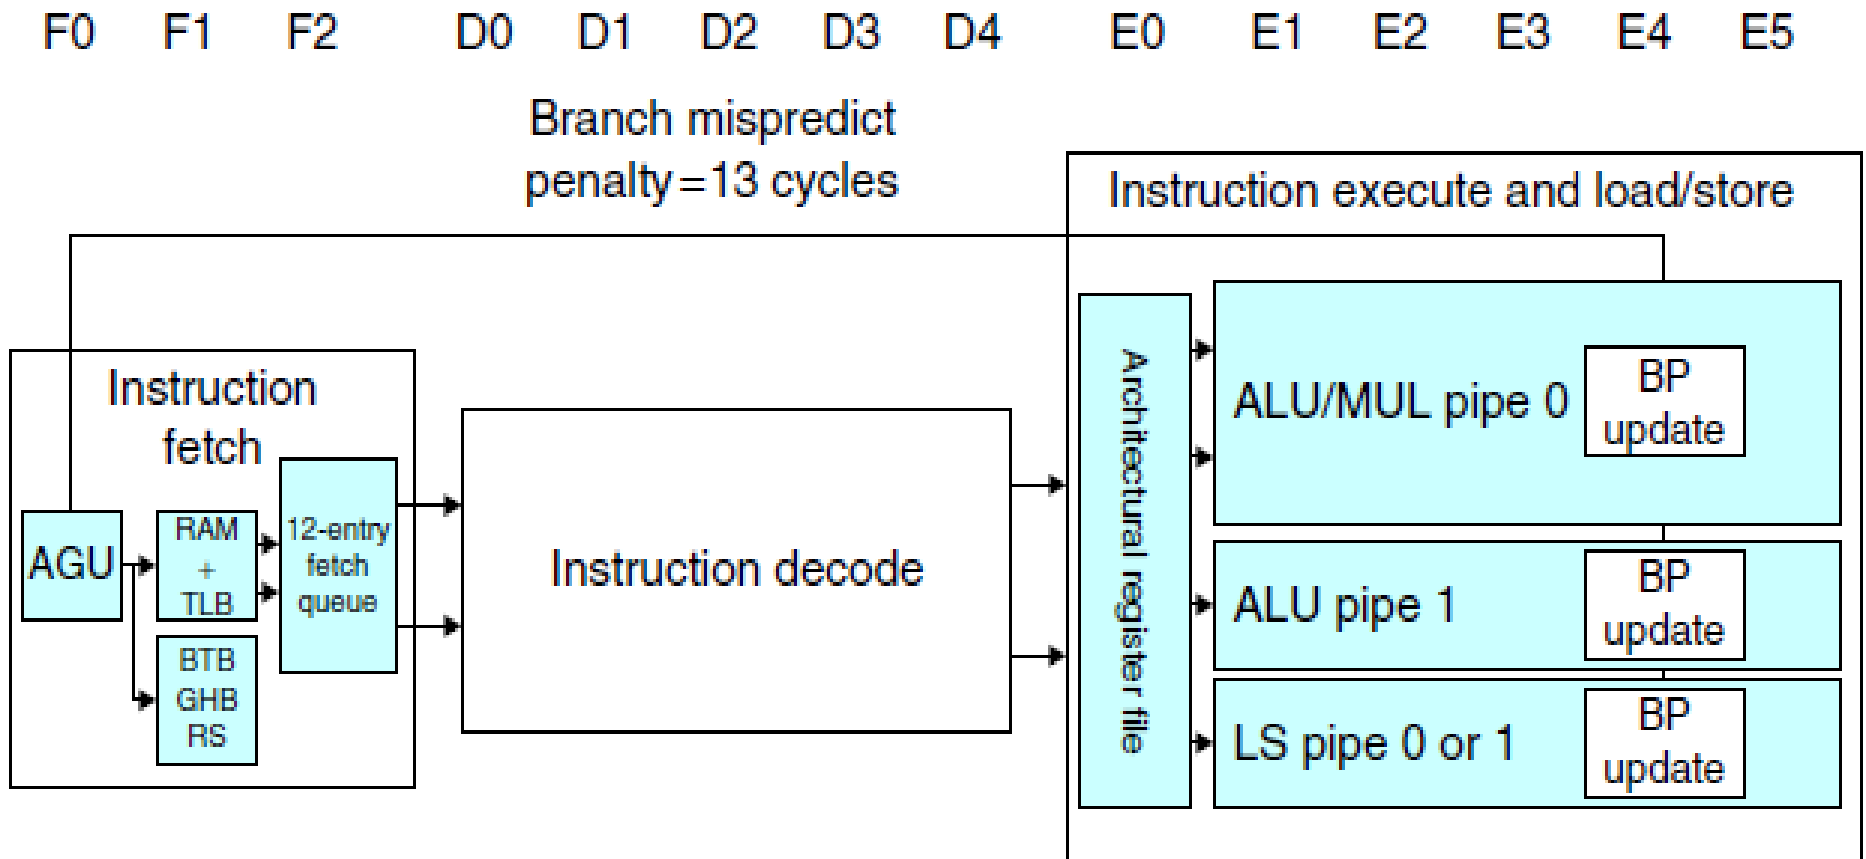 F0 F1 F2 D0 D1 D2 D3 D4 E0 E1 E2 E3 E4 E5
Branch mispredict
penalty=13 cycles
Instruction execute and load/store
Instruction
fetch
AGU
RAM
+
TLB
BTB
GHB
RS
12-entry
fetch
queue
Instruction decode
Architectural register file
ALU/MUL pipe 0
BP
update
ALU pipe 1
BP
update
LS pipe 0 or 1
BP
update